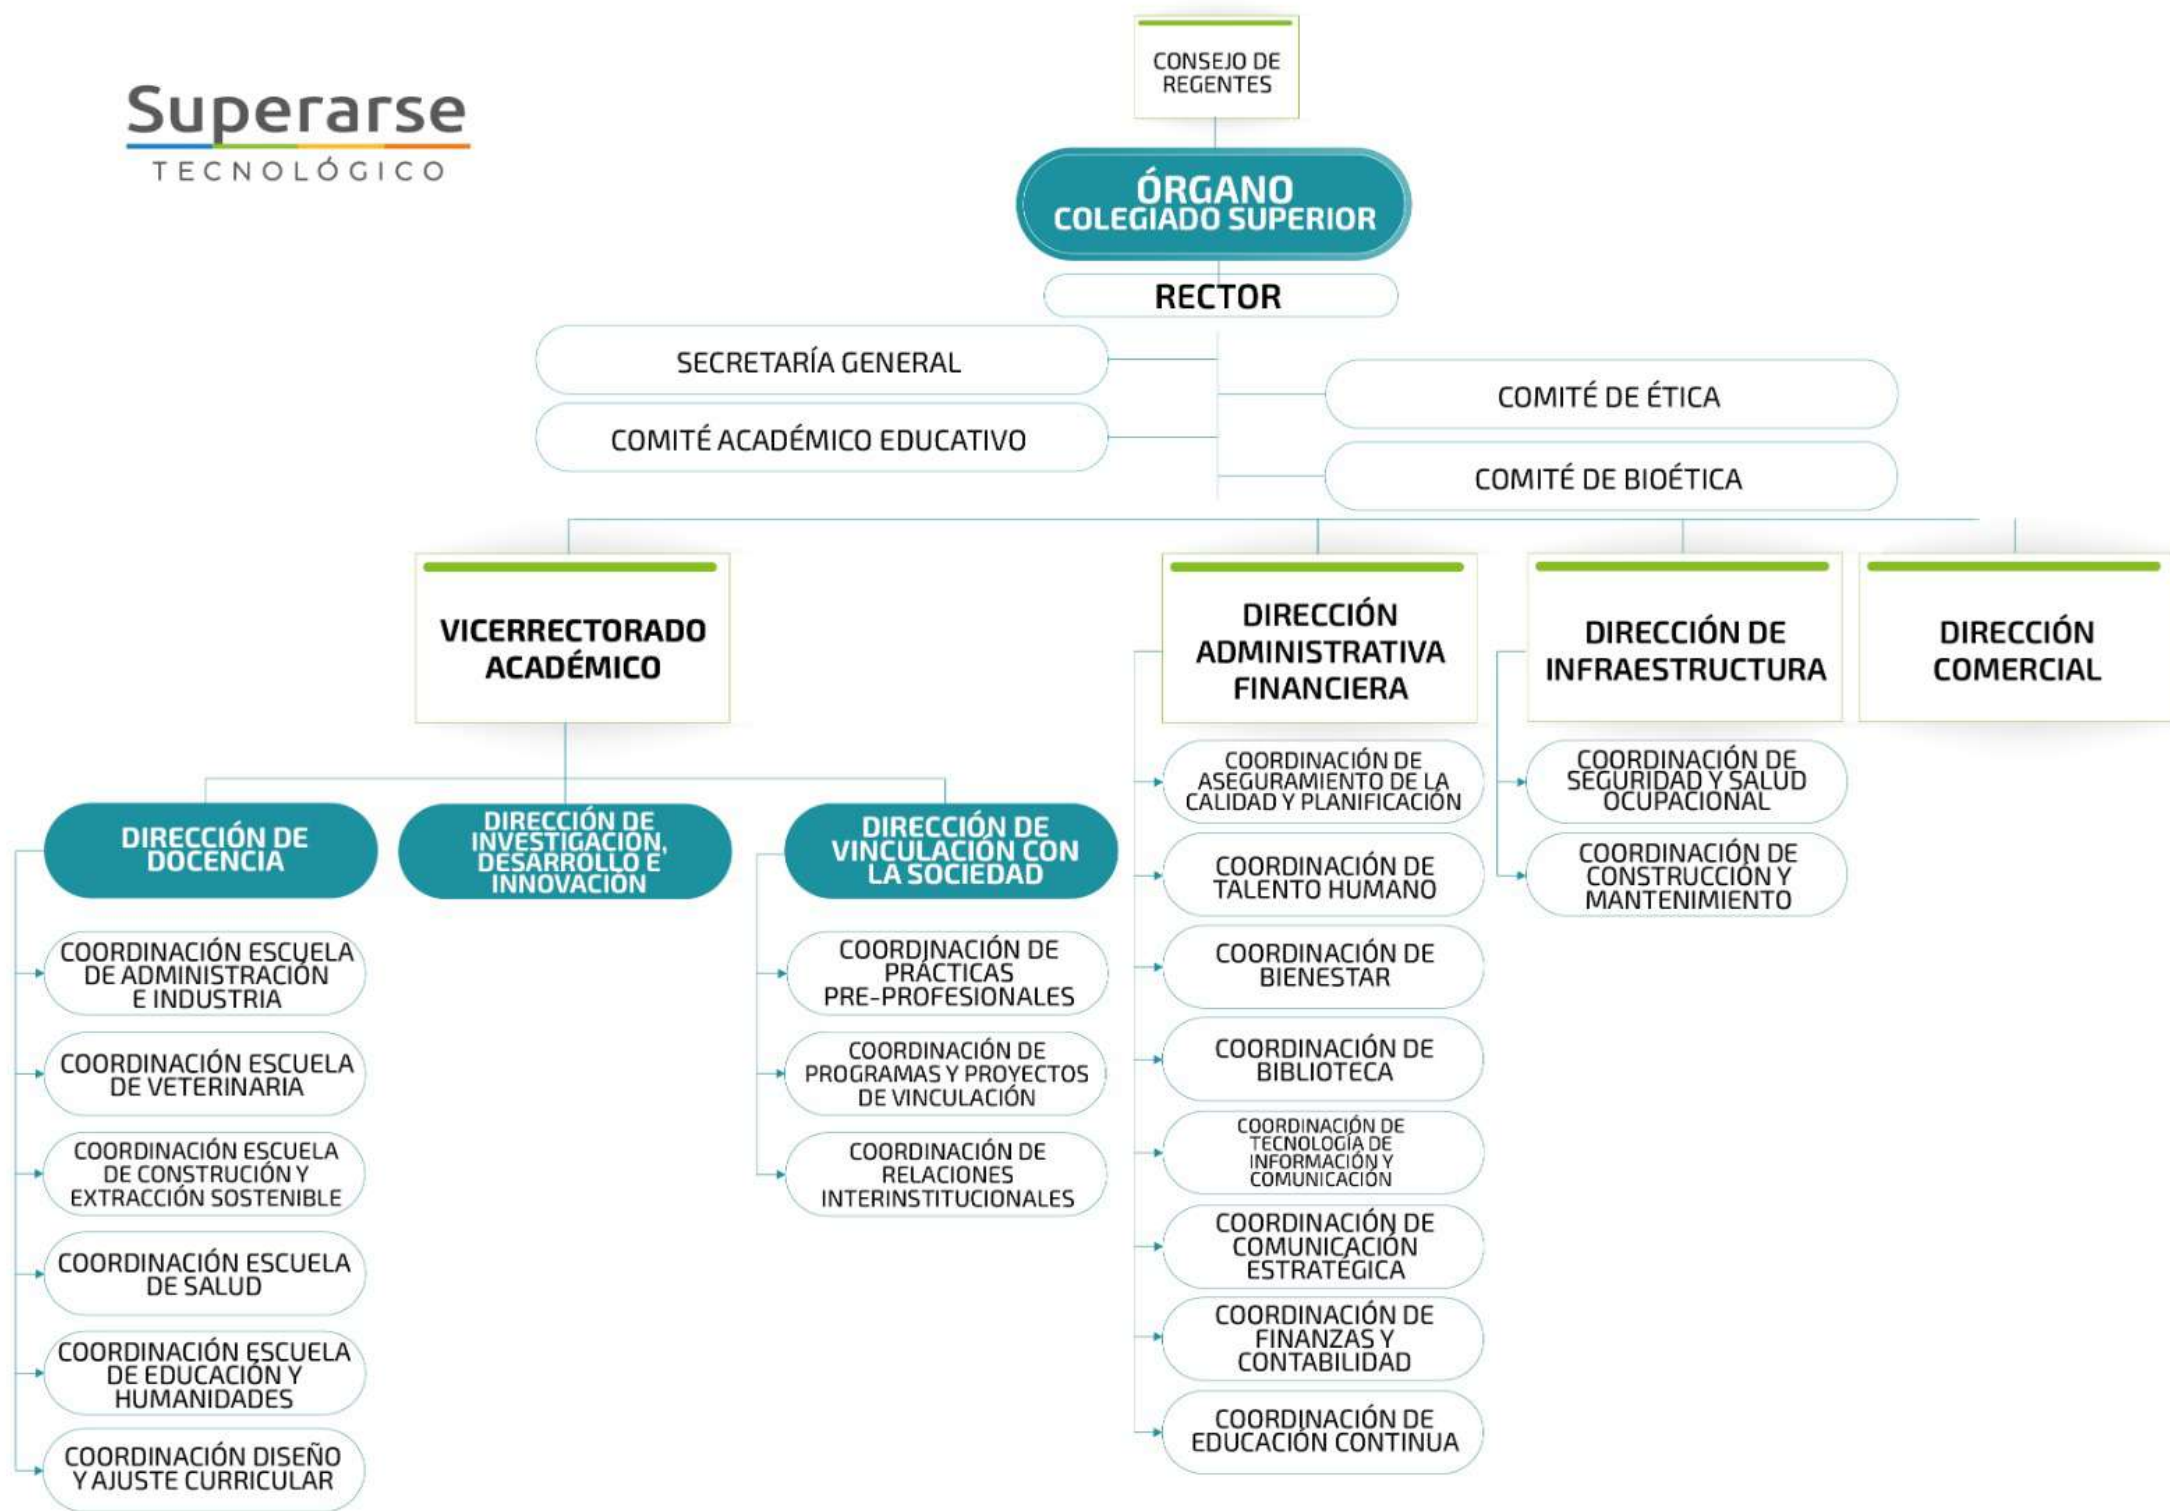 Superarse
TECNOLÓGICO
CONSEJO DE
REGENTES
ÓRGANO
COLEGIADO SUPERIOR
RECTOR
SECRETARÍA GENERAL
COMITÉ DE ÉTICA
COMITÉ ACADÉMICO EDUCATIVO
COMITÉ DE BIOÉTICA
VICERRECTORADO
ACADÉMICO
DIRECCIÓN DE
DOCENCIA
COORDINACIÓN ESCUELA
DE ADMINISTRACIÓN
E INDUSTRIA
COORDINACIÓN ESCUELA
DE VETERINARIA
COORDINACIÓN ESCUELA
DE CONSTRUCIÓN Y
EXTRACCIÓN SOSTENIBLE
COORDINACIÓN ESCUELA
DE SALUD
COORDINACIÓN ESCUELA
DE EDUCACIÓN Y
HUMANIDADES
COORDINACIÓN DISEÑO
Y AJUSTE CURRICULAR
DIRECCIÓN DE
INVESTIGACIÓN,
DESARROLLO E
INNOVACIÓN
DIRECCIÓN DE
VINCULACIÓN CON
LA SOCIEDAD
COORDINACIÓN DE
PRÁCTICAS
PRE-PROFESIONALES
COORDINACIÓN DE
PROGRAMAS Y PROYECTOS
DE VINCULACIÓN
COORDINACIÓN DE
RELACIONES
INTERINSTITUCIONALES
DIRECCIÓN
ADMINISTRATIVA
FINANCIERA
COORDINACIÓN DE
ASEGURAMIENTO DE LA
CALIDAD Y PLANIFICACIÓN
COORDINACIÓN DE
TALENTO HUMANO
COORDINACIÓN DE
BIENESTAR
COORDINACIÓN DE
BIBLIOTECA
COORDINACIÓN DE
TECNOLOGÍA DE
INFORMACIÓN Y
COMUNICACIÓN
COORDINACIÓN DE
COMUNICACIÓN
ESTRATÉGICA
COORDINACIÓN DE
FINANZAS Y
CONTABILIDAD
COORDINACIÓN DE
EDUCACIÓN CONTINUA
DIRECCIÓN DE
INFRAESTRUCTURA
COORDINACIÓN DE
SEGURIDAD Y SALUD
OCUPACIONAL
COORDINACIÓN DE
CONSTRUCCIÓN Y
MANTENIMIENTO
DIRECCIÓN
COMERCIAL